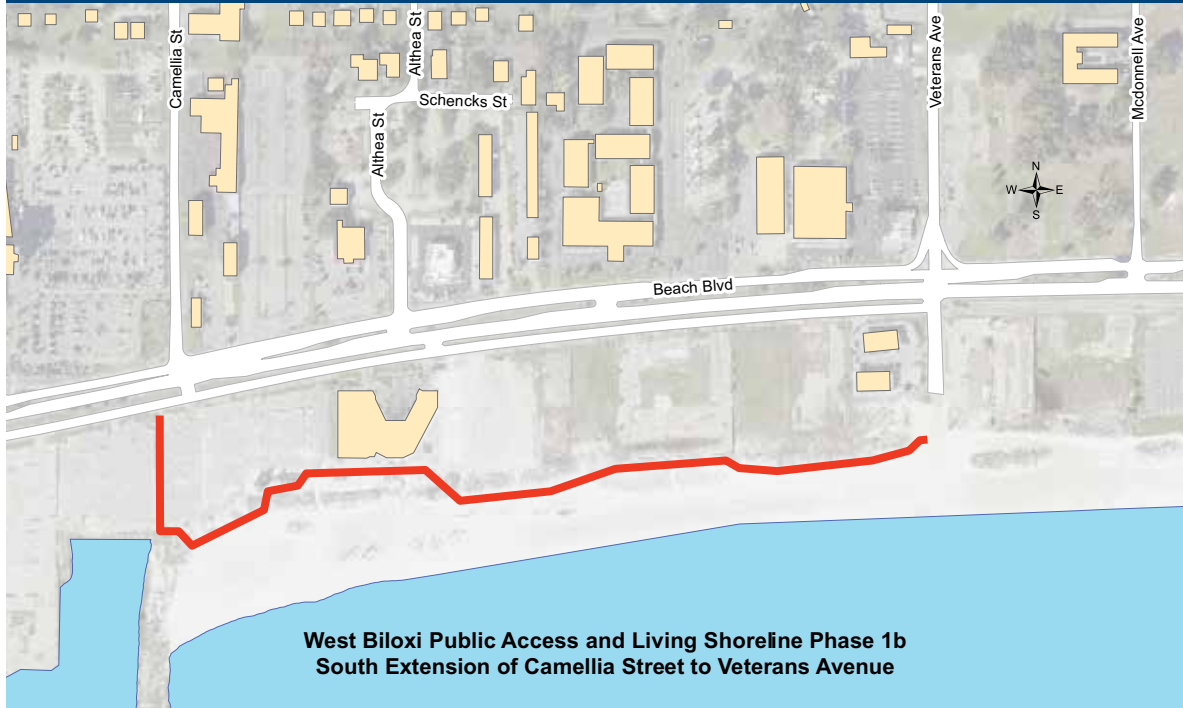 Camellia St
Althea St
Schencks St
Althea St
Veterans Ave
Mcdonnell Ave
N
W E
S
Beach Blvd
West Biloxi Public Access and Living Shoreline Phase 1b
South Extension of Camellia Street to Veterans Avenue